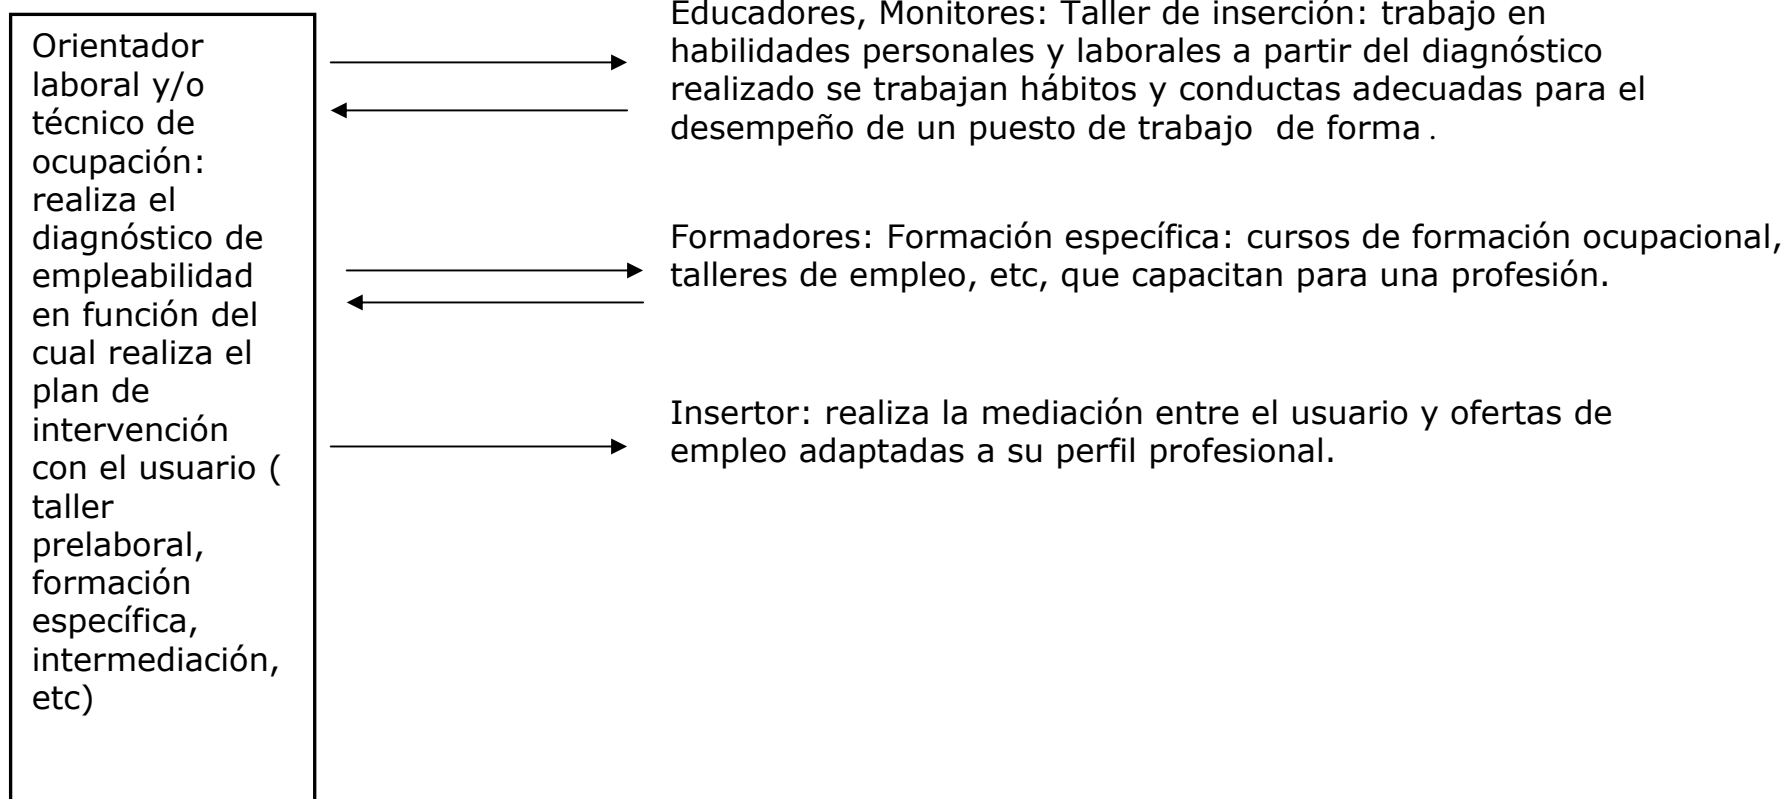 Orientador
laboral y/o
técnico de
ocupación:
realiza el
diagnóstico de
empleabilidad
en función del
cual realiza el
plan de
intervención
con el usuario (
taller
prelaboral,
formación
específica,
intermediación,
etc)
Educadores, Monitores: Taller de inserción: trabajo en
habilidades personales y laborales a partir del diagnóstico
realizado se trabajan hábitos y conductas adecuadas para el
desempeño de un puesto de trabajo  de forma .
Formadores: Formación específica: cursos de formación ocupacional,
talleres de empleo, etc, que capacitan para una profesión.
Insertor: realiza la mediación entre el usuario y ofertas de
empleo adaptadas a su perfil profesional.